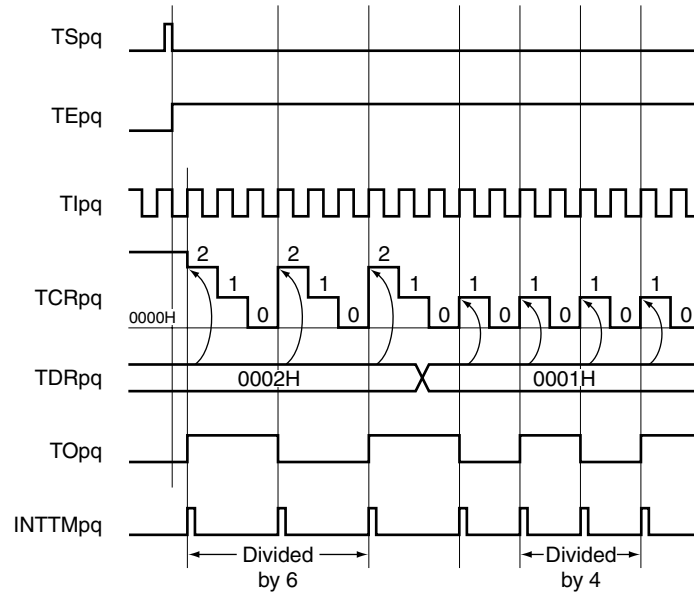 TSpq
TEpq
TIpq
2 2 2
1 1 1 1 1 1 1
TCRpq
0000H 0 0 0 0 0 0
TDRpq 0002H 0001H
TOpq
INTTMpq
Divided by 6
Divided by 4